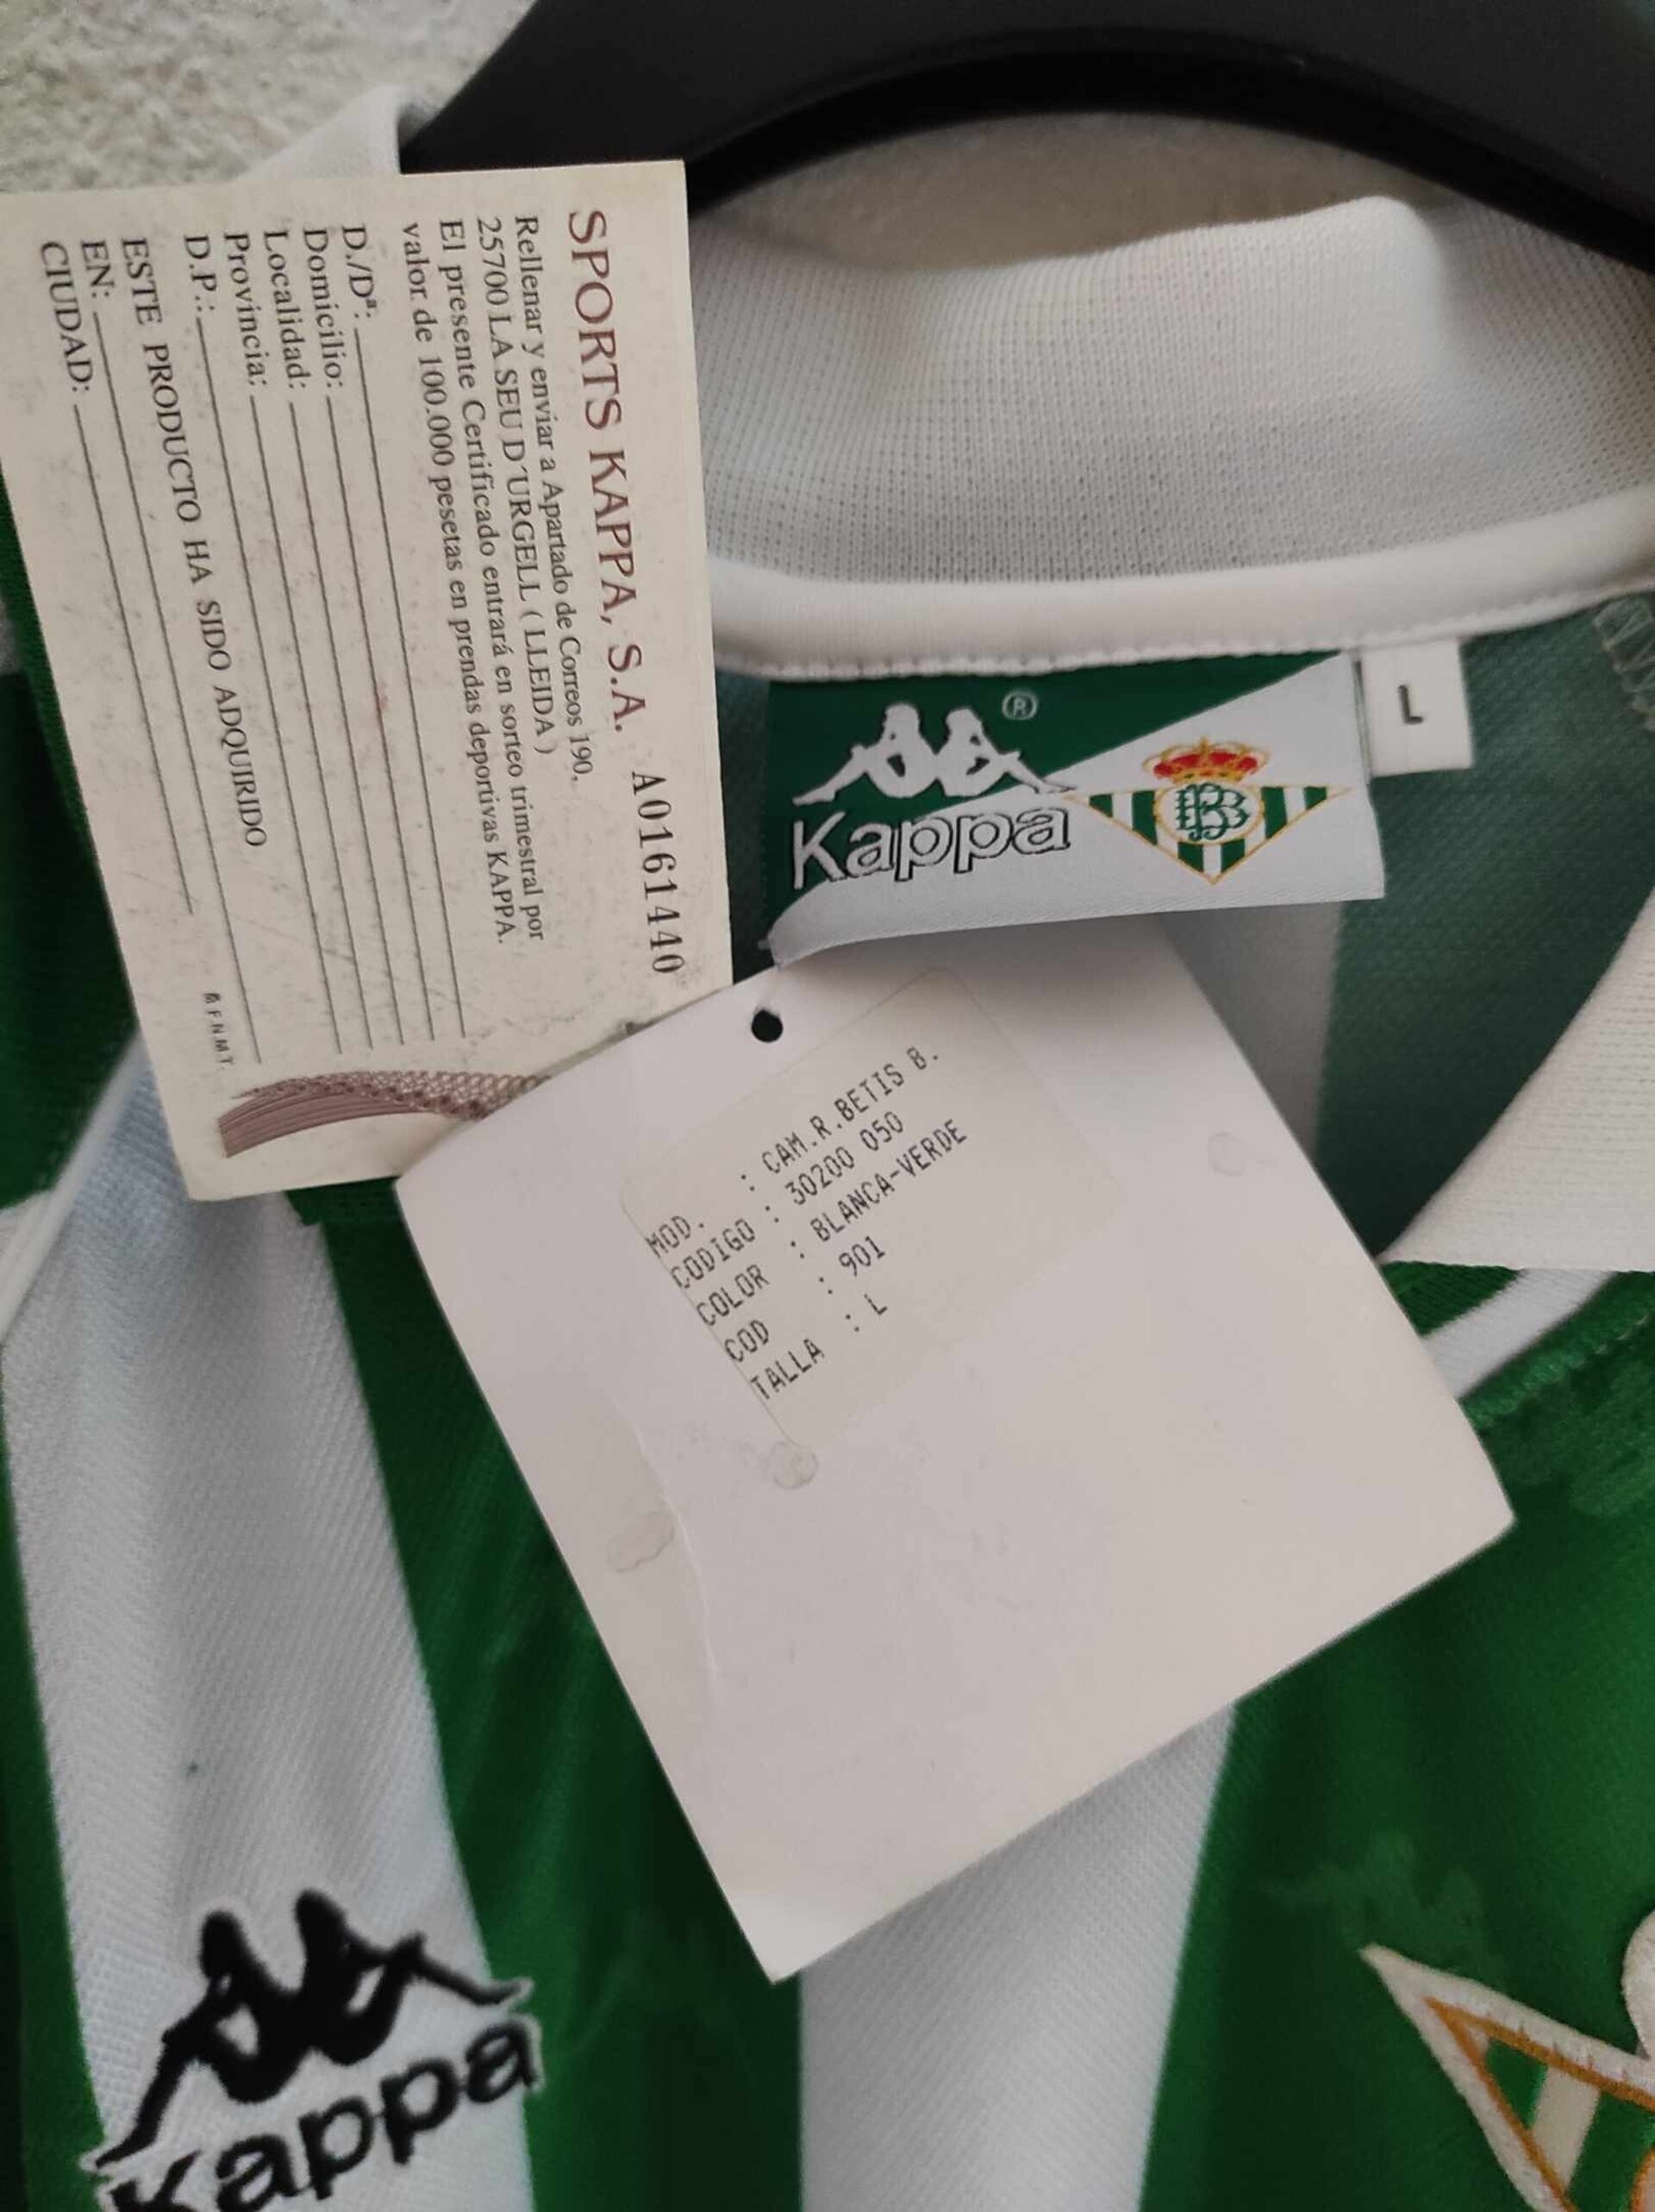 SPORTS KAPPA, S.A. A0161440
Rellenar y enviar a Apartado de Correos 190.
25700 LA SEU D'URGELL ( LLEIDA )
El presente Certificado entrará en sorteo trimestral por
valor de 100.000 pesetas en prendas deportivas KAPPA.
D./Dª:
Domicilio:
Localidad:
Provincia:
D.P.:
ESTE PRODUCTO HA SIDO ADQUIRIDO
EN:
CIUDAD:
F.N.M.T.
®
Kappa
L
MOD. : CAM.R.BETIS B.
CODIGO : 30200 050
COLOR : BLANCA-VERDE
COD : 901
TALLA : L
Kappa